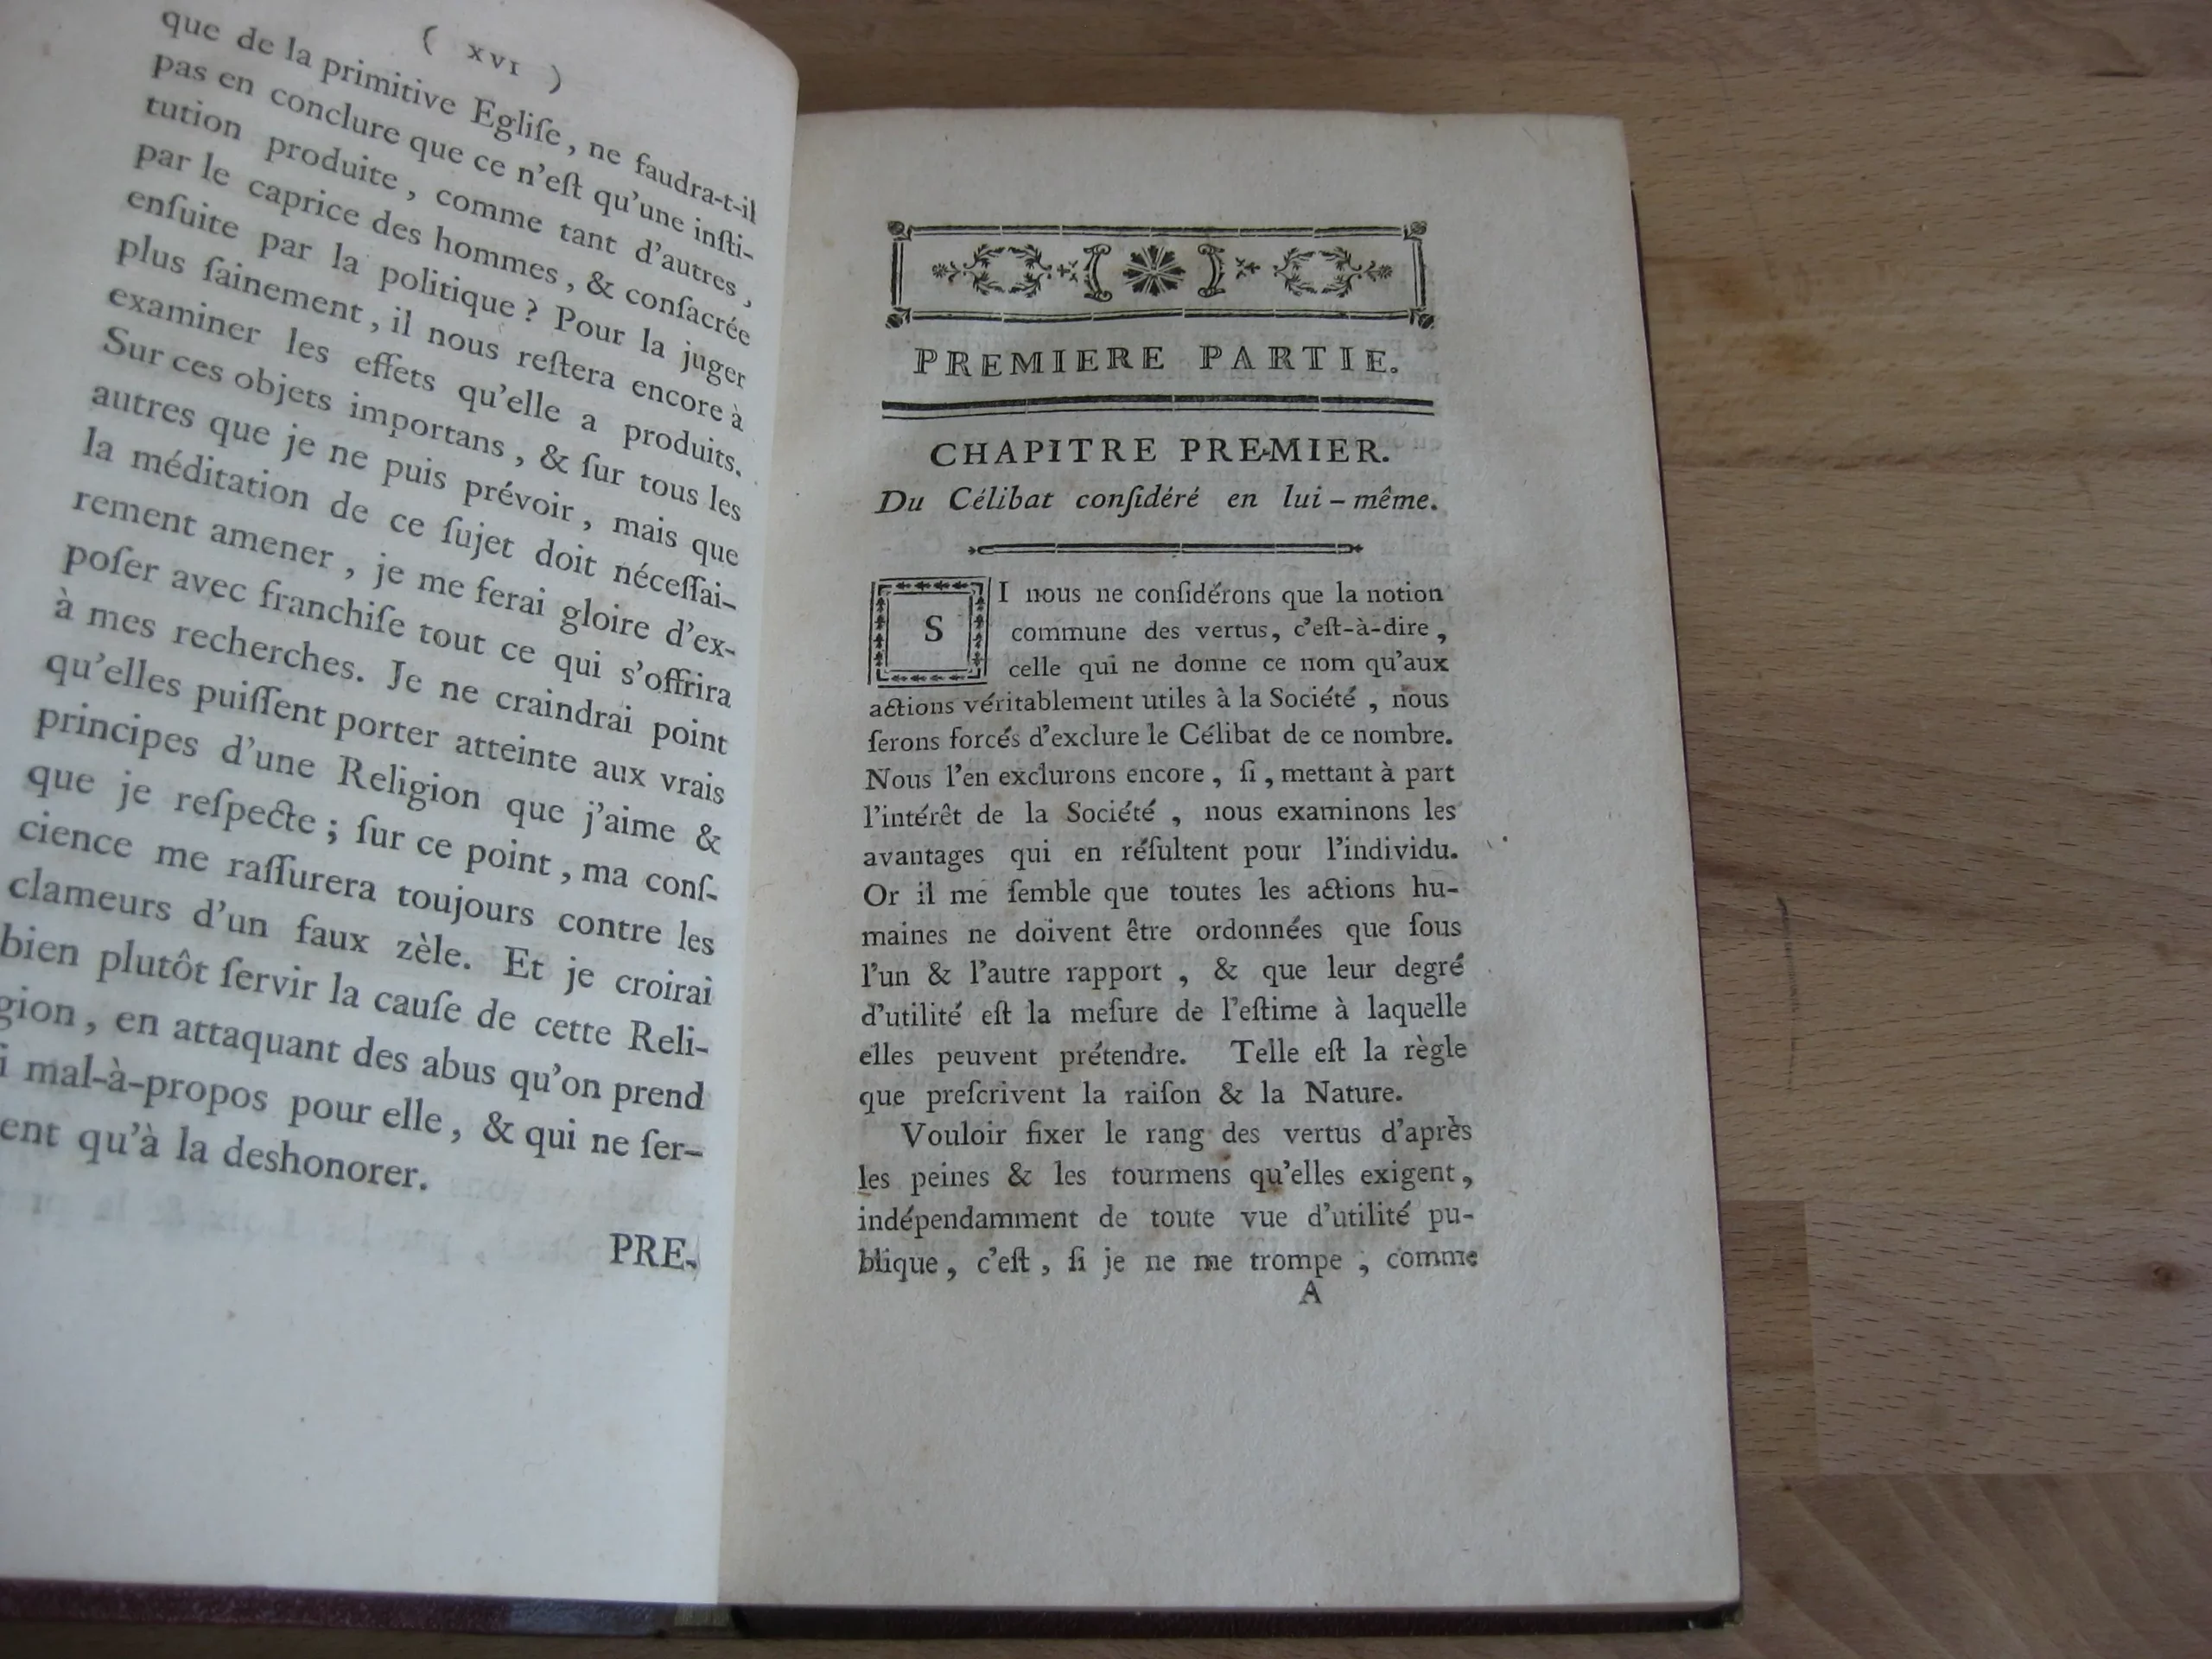 ( XVI )
que de la primitive Egliſe, ne faudra-t-il
pas en conclure que ce n'eſt qu'une inſti-
tution produite, comme tant d'autres,
par le caprice des hommes, & conſacrée
enſuite par la politique ? Pour la juger
plus ſainement, il nous reſtera encore à
examiner les effets qu'elle a produits.
Sur ces objets importans, & ſur tous les
autres que je ne puis prévoir, mais que
la méditation de ce ſujet doit néceſſai-
rement amener, je me ferai gloire d'ex-
poſer avec franchiſe tout ce qui s'offrira
à mes recherches. Je ne craindrai point
qu'elles puiſſent porter atteinte aux vrais
principes d'une Religion que j'aime &
que je reſpecte ; ſur ce point, ma conſ-
cience me raſſurera toujours contre les
clameurs d'un faux zèle. Et je croirai
bien plutôt ſervir la cauſe de cette Reli-
gion, en attaquant des abus qu'on prend
i mal-à-propos pour elle, & qui ne ſer-
ent qu'à la deshonorer.
PRE-
PREMIERE PARTIE.
CHAPITRE PREMIER.
Du Célibat conſidéré en lui-même.
SI nous ne conſidérons que la notion
commune des vertus, c'eſt-à-dire,
celle qui ne donne ce nom qu'aux
actions véritablement utiles à la Société, nous
ſerons forcés d'exclure le Célibat de ce nombre.
Nous l'en exclurons encore, ſi, mettant à part
l'intérêt de la Société, nous examinons les
avantages qui en réſultent pour l'individu.
Or il me ſemble que toutes les actions hu-
maines ne doivent être ordonnées que ſous
l'un & l'autre rapport, & que leur degré
d'utilité eſt la meſure de l'eſtime à laquelle
elles peuvent prétendre. Telle eſt la règle
que preſcrivent la raiſon & la Nature.
Vouloir fixer le rang des vertus d'après
les peines & les tourmens qu'elles exigent,
indépendamment de toute vue d'utilité pu-
blique, c'eſt, ſi je ne me trompe, comme
A